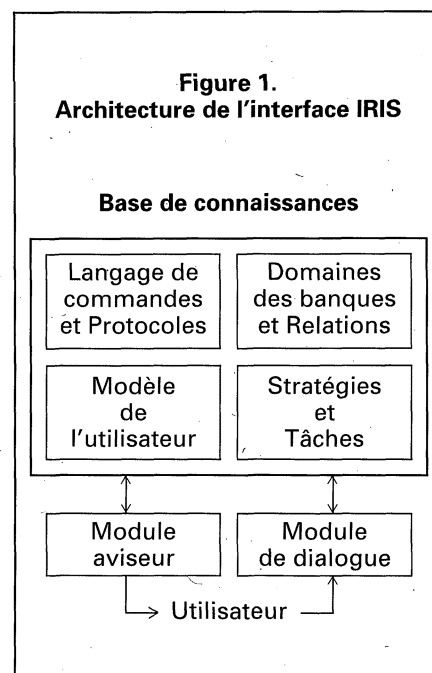 Figure 1.
Architecture de l'interface IRIS
Base de connaissances
Langage de
commandes
et Protocoles
Domaines
des banques
et Relations
Modèle
de
l'utilisateur
Stratégies
et
Tâches
Module
aviseur
Module
de dialogue
Utilisateur